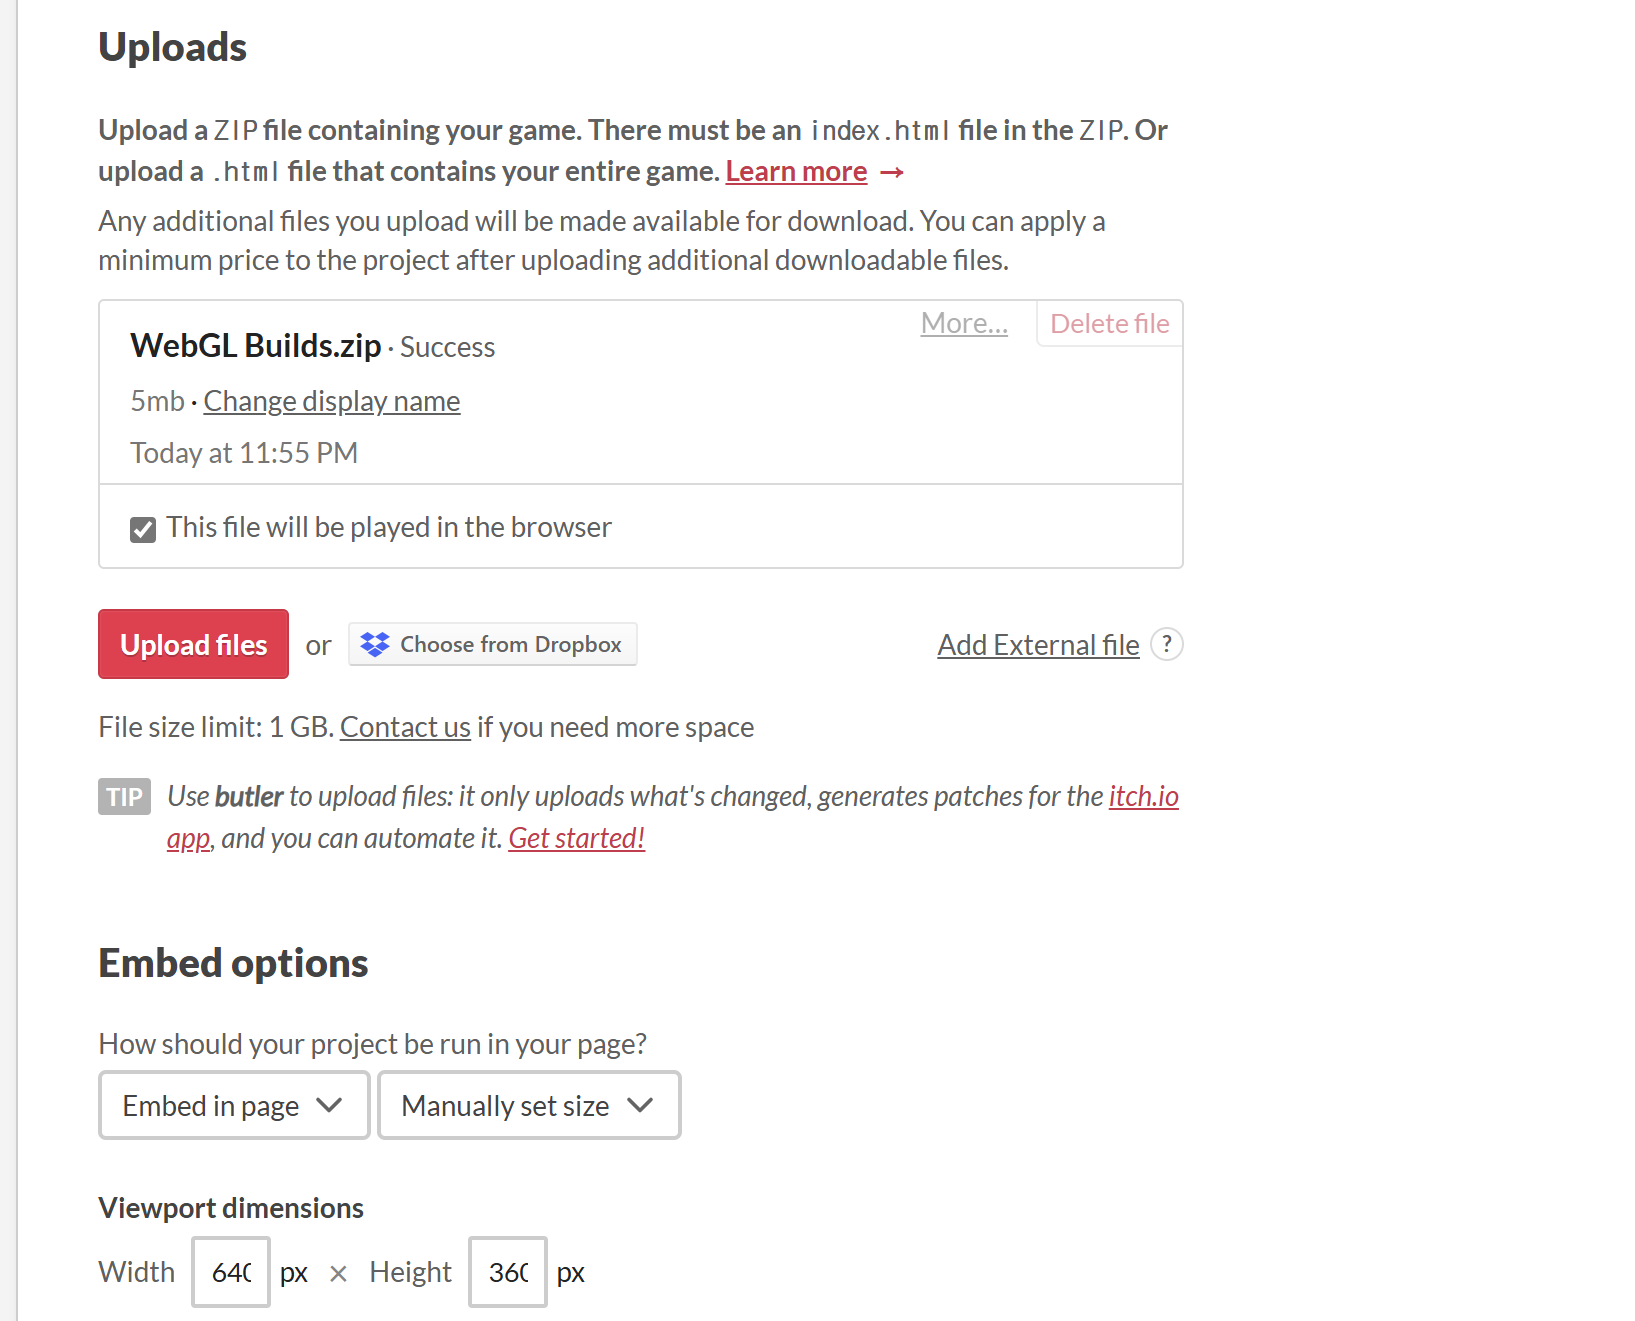 Uploads
Upload a ZIP file containing your game. There must be an index.html file in the ZIP. Or
upload a .html file that contains your entire game. Learn more →
Any additional files you upload will be made available for download. You can apply a
minimum price to the project after uploading additional downloadable files.
WebGL Builds.zip · Success
More...
Delete file
5mb · Change display name
Today at 11:55 PM
This file will be played in the browser
Upload files or Choose from Dropbox
Add External file ?
File size limit: 1 GB. Contact us if you need more space
TIP Use butler to upload files: it only uploads what's changed, generates patches for the itch.io
app, and you can automate it. Get started!
Embed options
How should your project be run in your page?
Embed in page
Manually set size
Viewport dimensions
Width 640 px × Height 360 px